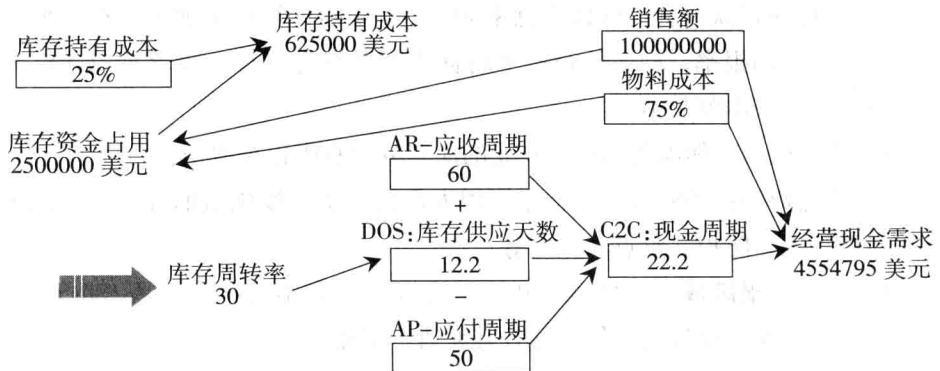 库存持有成本
625000 美元
销售额
100000000
库存持有成本
25%
物料成本
75%
库存资金占用
2500000 美元
AR-应收周期
60
+
DOS:库存供应天数
12.2
C2C:现金周期
22.2
经营现金需求
4554795 美元
库存周转率
30
-
AP-应付周期
50